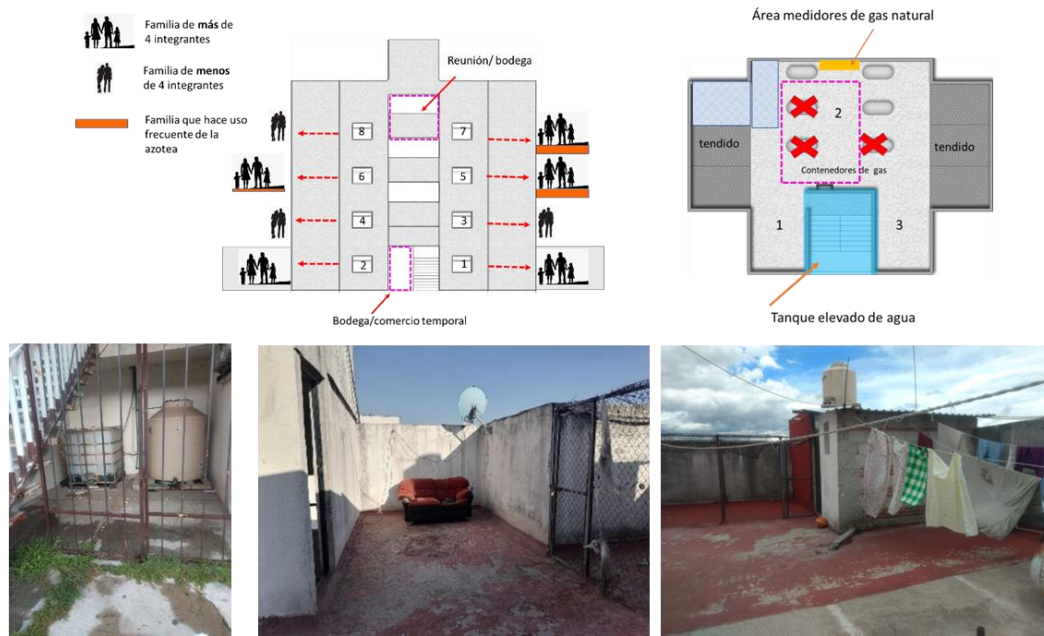 Familia de más de
4 integrantes
Familia de menos
de 4 integrantes
Familia que hace uso
frecuente de la
azotea
Reunión/ bodega
8
7
6
5
4
3
2
1
Bodega/comercio temporal
Área medidores de gas natural
2
tendido
tendido
Contenedores de gas
1
3
Tanque elevado de agua